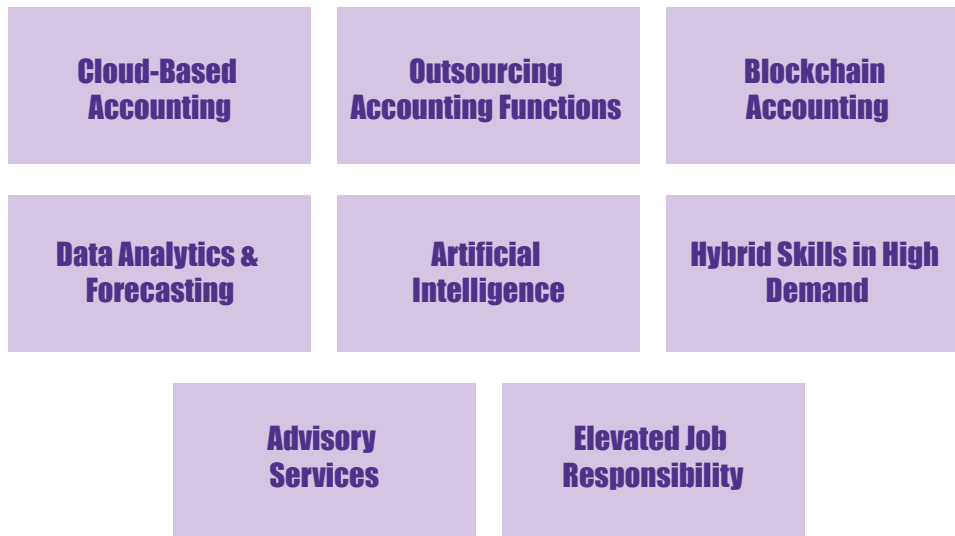 Cloud-Based
Accounting
Outsourcing
Accounting Functions
Blockchain
Accounting
Data Analytics &
Forecasting
Artificial
Intelligence
Hybrid Skills in High
Demand
Advisory
Services
Elevated Job
Responsibility